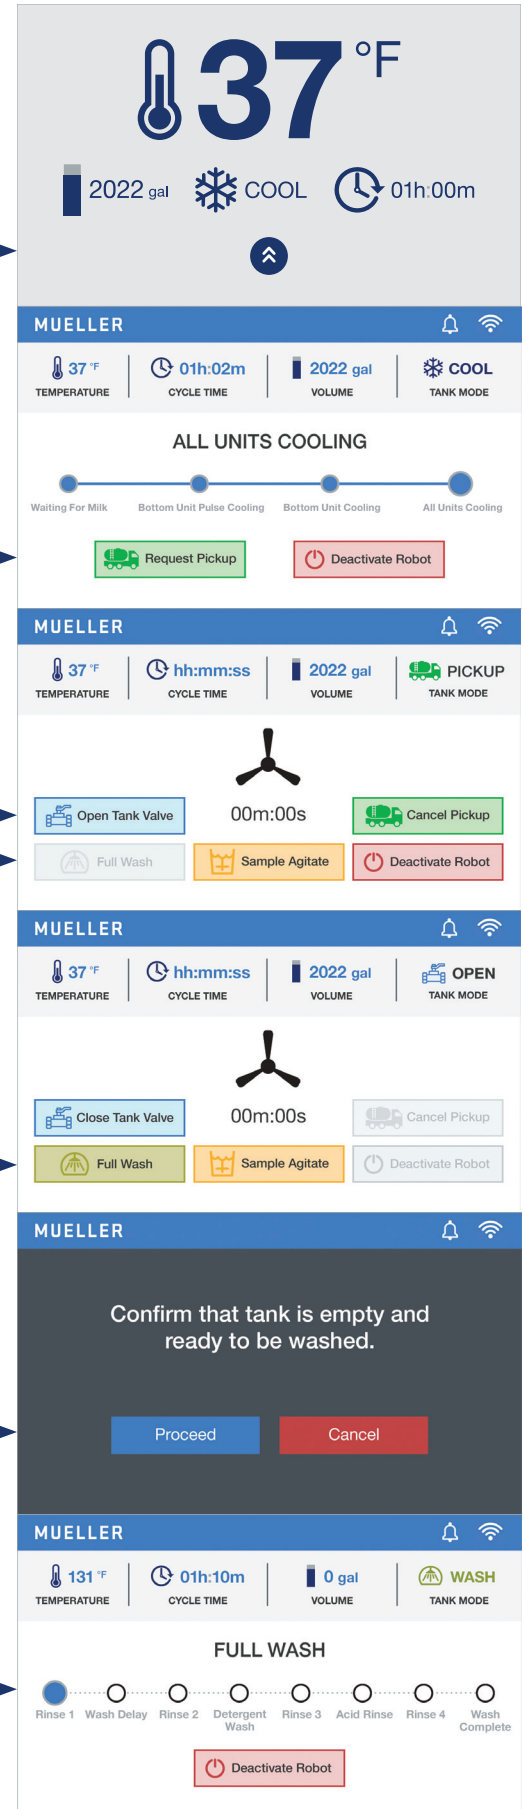 37 °F
2022 gal COOL 01h:00m
MUELLER
37 °F 01h:02m 2022 gal COOL
TEMPERATURE CYCLE TIME VOLUME TANK MODE
ALL UNITS COOLING
Waiting For Milk Bottom Unit Pulse Cooling Bottom Unit Cooling All Units Cooling
Request Pickup Deactivate Robot
MUELLER
37 °F hh:mm:ss 2022 gal PICKUP
TEMPERATURE CYCLE TIME VOLUME TANK MODE
Open Tank Valve 00m:00s Cancel Pickup
Full Wash Sample Agitate Deactivate Robot
MUELLER
37 °F hh:mm:ss 2022 gal OPEN
TEMPERATURE CYCLE TIME VOLUME TANK MODE
Close Tank Valve 00m:00s Cancel Pickup
Full Wash Sample Agitate Deactivate Robot
MUELLER
Confirm that tank is empty and
ready to be washed.
Proceed Cancel
MUELLER
131 °F 01h:10m 0 gal WASH
TEMPERATURE CYCLE TIME VOLUME TANK MODE
FULL WASH
Rinse 1 Wash Delay Rinse 2 Detergent Rinse 3 Acid Rinse Rinse 4 Wash
Wash Complete
Deactivate Robot